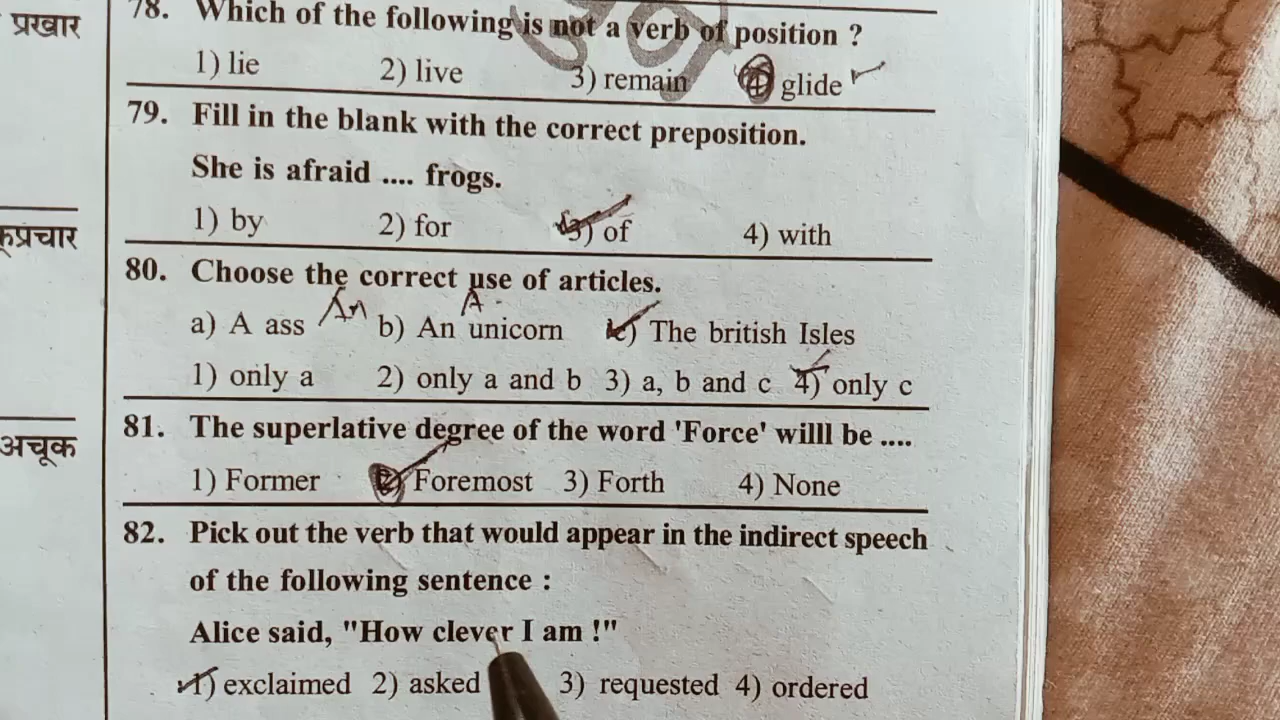 प्रखार
कूप्रचार
अचूक
78. Which of the following is not a verb of position ?
1) lie 2) live 3) remain 4) glide
79. Fill in the blank with the correct preposition.
She is afraid .... frogs.
1) by 2) for 3) of 4) with
80. Choose the correct use of articles.
An A
a) A ass b) An unicorn c) The british Isles
1) only a 2) only a and b 3) a, b and c 4) only c
81. The superlative degree of the word 'Force' willl be ....
1) Former 2) Foremost 3) Forth 4) None
82. Pick out the verb that would appear in the indirect speech
of the following sentence :
Alice said, "How clever I am !"
1) exclaimed 2) asked 3) requested 4) ordered